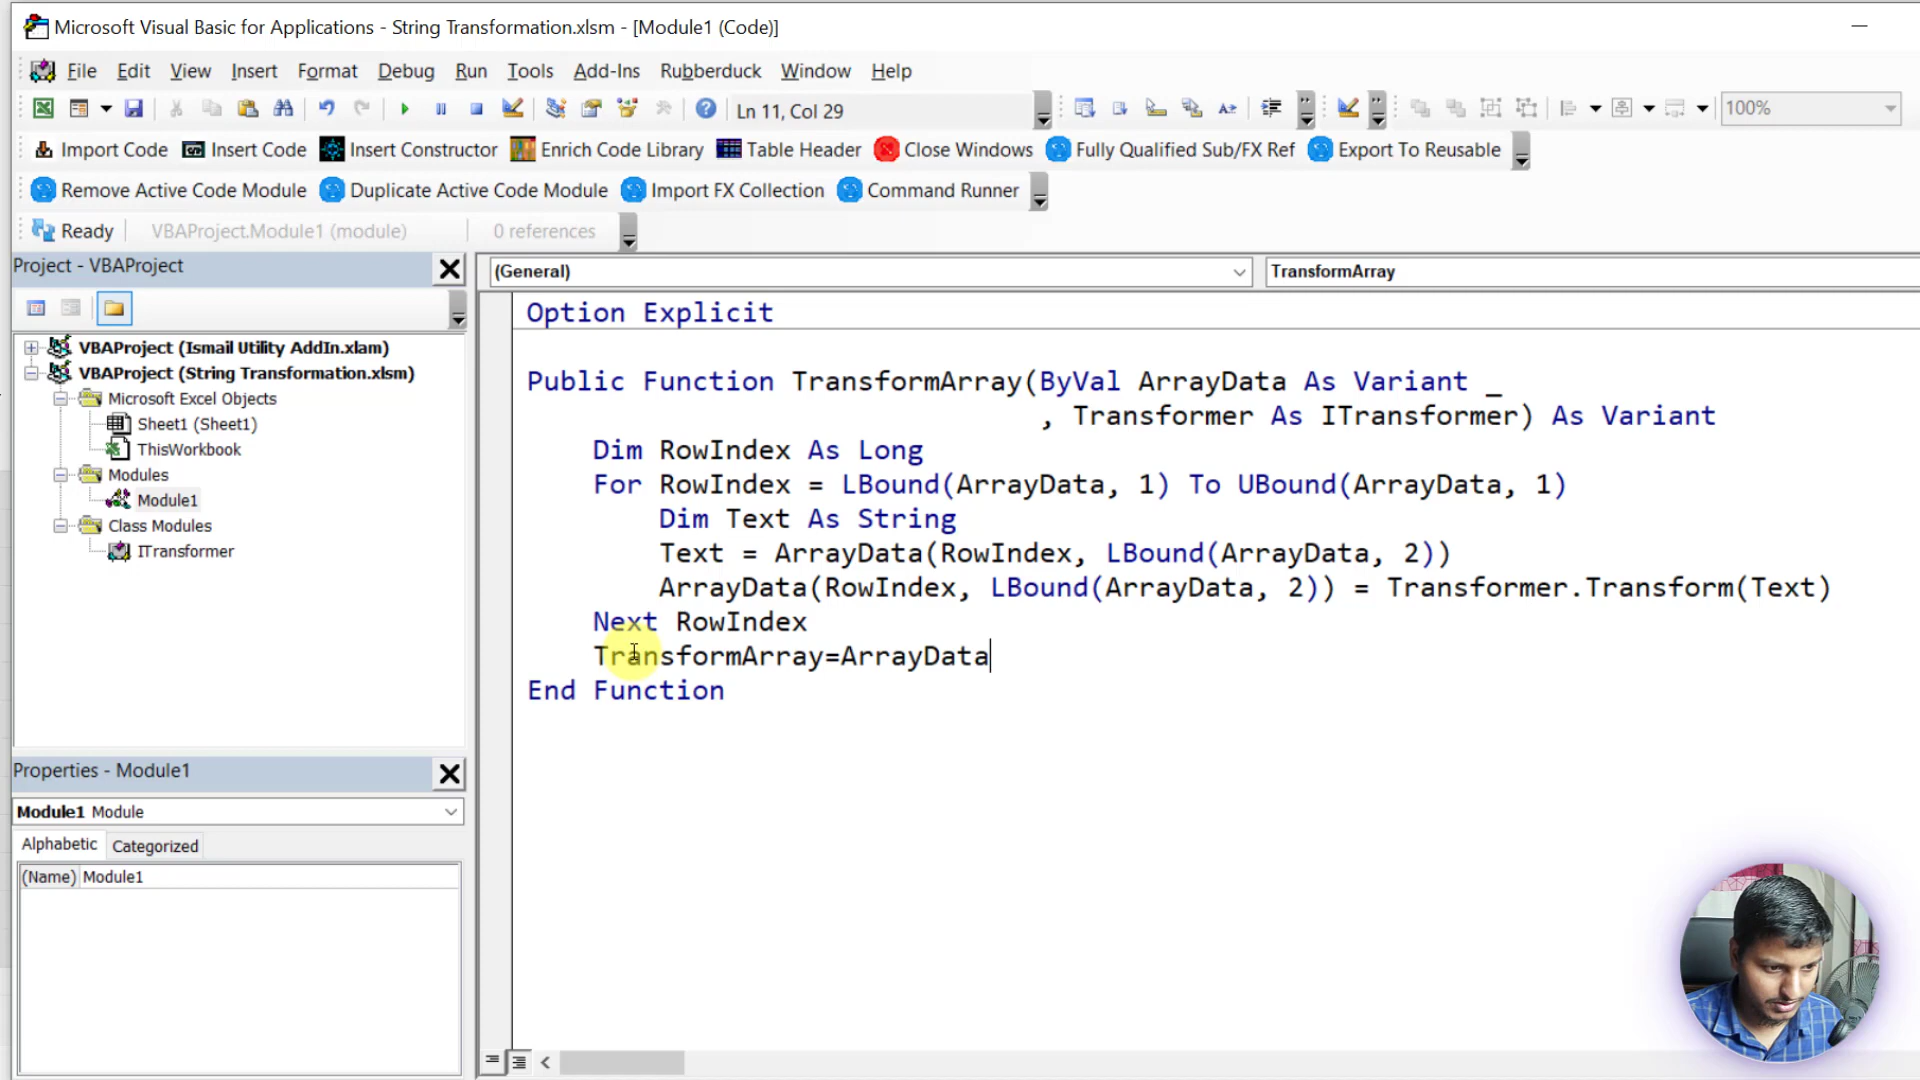 Microsoft Visual Basic for Applications - String Transformation.xlsm - [Module1 (Code)]
File Edit View Insert Format Debug Run Tools Add-Ins Rubberduck Window Help
Ln 11, Col 29
100%
Import Code Insert Code Insert Constructor Enrich Code Library Table Header Close Windows Fully Qualified Sub/FX Ref Export To Reusable
Remove Active Code Module Duplicate Active Code Module Import FX Collection Command Runner
Ready VBAProject.Module1 (module) 0 references
Project - VBAProject
VBAProject (Ismail Utility AddIn.xlam)
VBAProject (String Transformation.xlsm)
Microsoft Excel Objects
Sheet1 (Sheet1)
ThisWorkbook
Modules
Module1
Class Modules
ITransformer
Properties - Module1
Module1 Module
Alphabetic Categorized
(Name) Module1
(General) TransformArray
Option Explicit
Public Function TransformArray(ByVal ArrayData As Variant _
, Transformer As ITransformer) As Variant
Dim RowIndex As Long
For RowIndex = LBound(ArrayData, 1) To UBound(ArrayData, 1)
Dim Text As String
Text = ArrayData(RowIndex, LBound(ArrayData, 2))
ArrayData(RowIndex, LBound(ArrayData, 2)) = Transformer.Transform(Text)
Next RowIndex
TransformArray=ArrayData
End Function